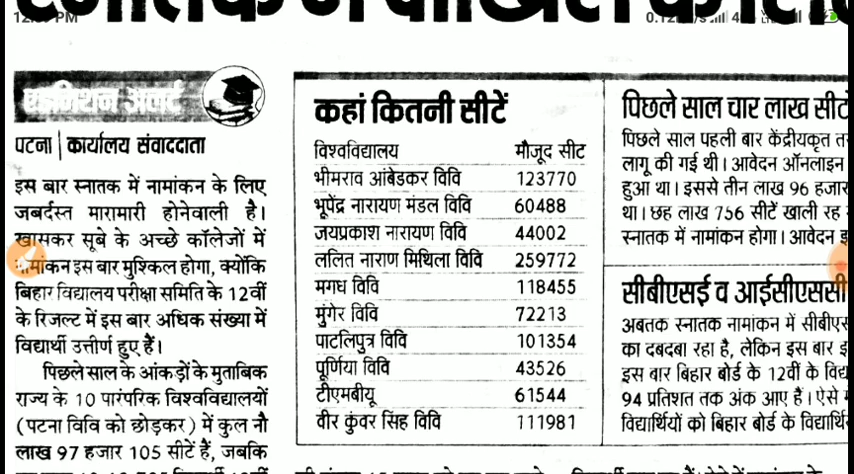 एडमिशन अलर्ट
पटना | कार्यालय संवाददाता
इस बार स्नातक में नामांकन के लिए
जबर्दस्त मारामारी होनेवाली है।
खासकर सूबे के अच्छे कॉलेजों में
नामांकन इस बार मुश्किल होगा, क्योंकि
बिहार विद्यालय परीक्षा समिति के 12वीं
के रिजल्ट में इस बार अधिक संख्या में
विद्यार्थी उत्तीर्ण हुए हैं।
पिछले साल के आंकड़ों के मुताबिक
राज्य के 10 पारंपरिक विश्वविद्यालयों
(पटना विवि को छोड़कर) में कुल नौ
लाख 97 हजार 105 सीटें हैं, जबकि
कहां कितनी सीटें
विश्वविद्यालय मौजूद सीट
भीमराव आंबेडकर विवि 123770
भूपेंद्र नारायण मंडल विवि 60488
जयप्रकाश नारायण विवि 44002
ललित नाराण मिथिला विवि 259772
मगध विवि 118455
मुंगेर विवि 72213
पाटलिपुत्र विवि 101354
पूर्णिया विवि 43526
टीएमबीयू 61544
वीर कुंवर सिंह विवि 111981
पिछले साल चार लाख सीट
पिछले साल पहली बार केंद्रीयकृत त
लागू की गई थी। आवेदन ऑनलाइन
हुआ था। इससे तीन लाख 96 हजार
था। छह लाख 756 सीटें खाली रह
स्नातक में नामांकन होगा। आवेदन इ
सीबीएसई व आईसीएससी
अबतक स्नातक नामांकन में सीबीएस
का दबदबा रहा है, लेकिन इस बार इ
इस बार बिहार बोर्ड के 12वीं के विद्य
94 प्रतिशत तक अंक आए हैं। ऐसे
विद्यार्थियों को बिहार बोर्ड के विद्यार्थि